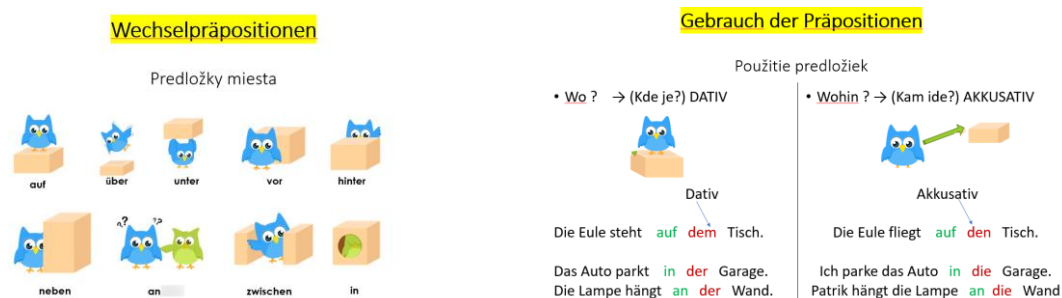 Wechselpräpositionen
Predložky miesta
auf über unter vor hinter
?? ??
neben an zwischen in
Gebrauch der Präpositionen
Použitie predložiek
• Wo ? → (Kde je?) DATIV
Dativ
Die Eule steht auf dem Tisch.
Das Auto parkt in der Garage.
Die Lampe hängt an der Wand.
• Wohin ? → (Kam ide?) AKKUSATIV
Akkusativ
Die Eule fliegt auf den Tisch.
Ich parke das Auto in die Garage.
Patrik hängt die Lampe an die Wand